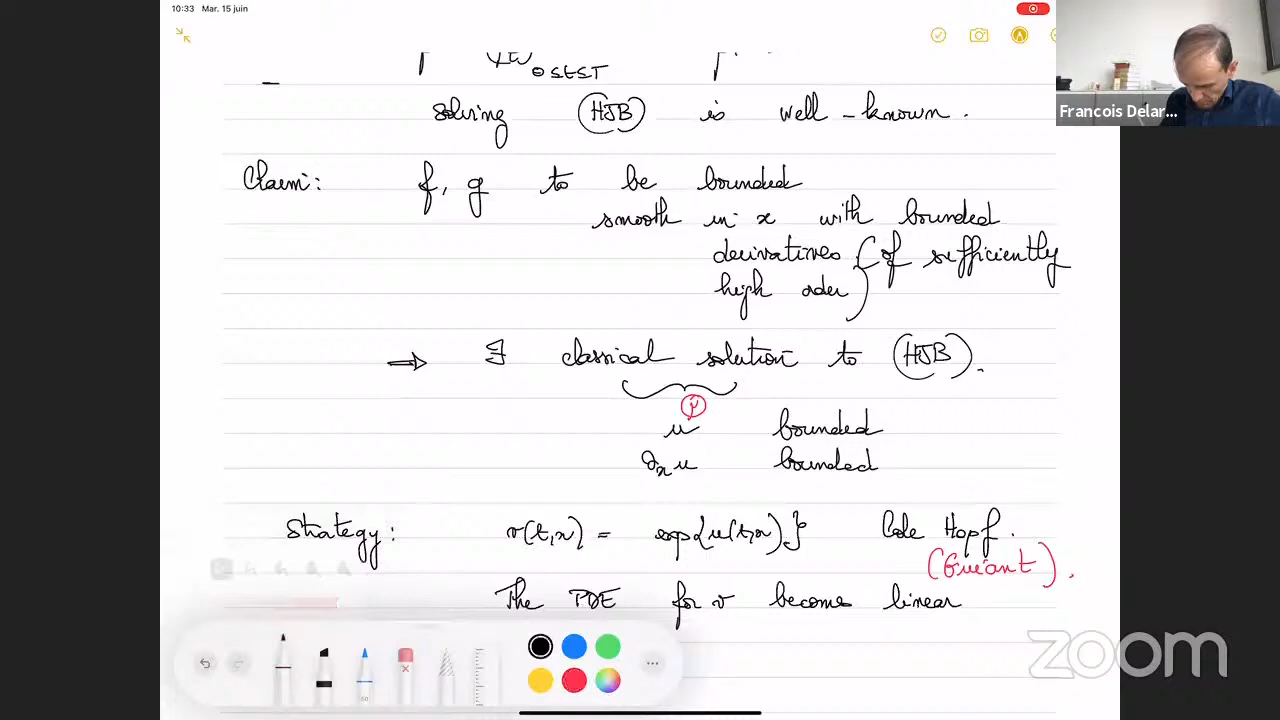 10:33 Mar. 15 juin
0≤s≤T
solving (HJB) is well-known.
Claim: f, g to be bounded
smooth in x with bounded
derivatives (of sufficiently
high order)
⇒ ∃ classical solution to (HJB).
μ
u bounded
∂ₓu bounded
Strategy: v(t,x) = exp{u(t,x)} Cole Hopf.
(Guéant).
The PDE for v becomes linear
Francois Delar...
zoom